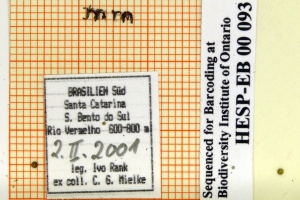 mm
BRASILIEN Süd
Santa Catarina
S. Bento do Sul
Rio Vermelho 600-800 m
2. II. 2001
leg. Ivo Rank
ex coll. C. G. Mielke
Sequenced for Barcoding at
Biodiversity Institute of Ontario
HESP-EB 00 093